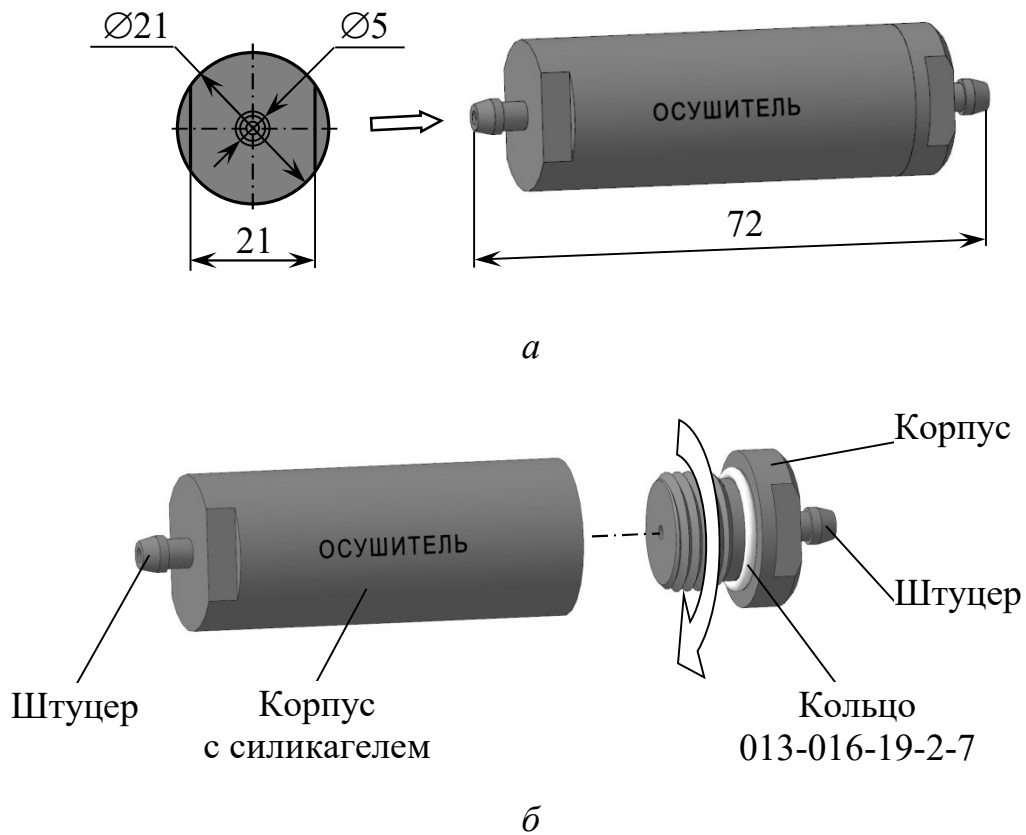 ∅21
∅5
ОСУШИТЕЛЬ
21
72
а
Корпус
ОСУШИТЕЛЬ
Штуцер
Штуцер
Корпус
с силикагелем
Кольцо
013-016-19-2-7
б